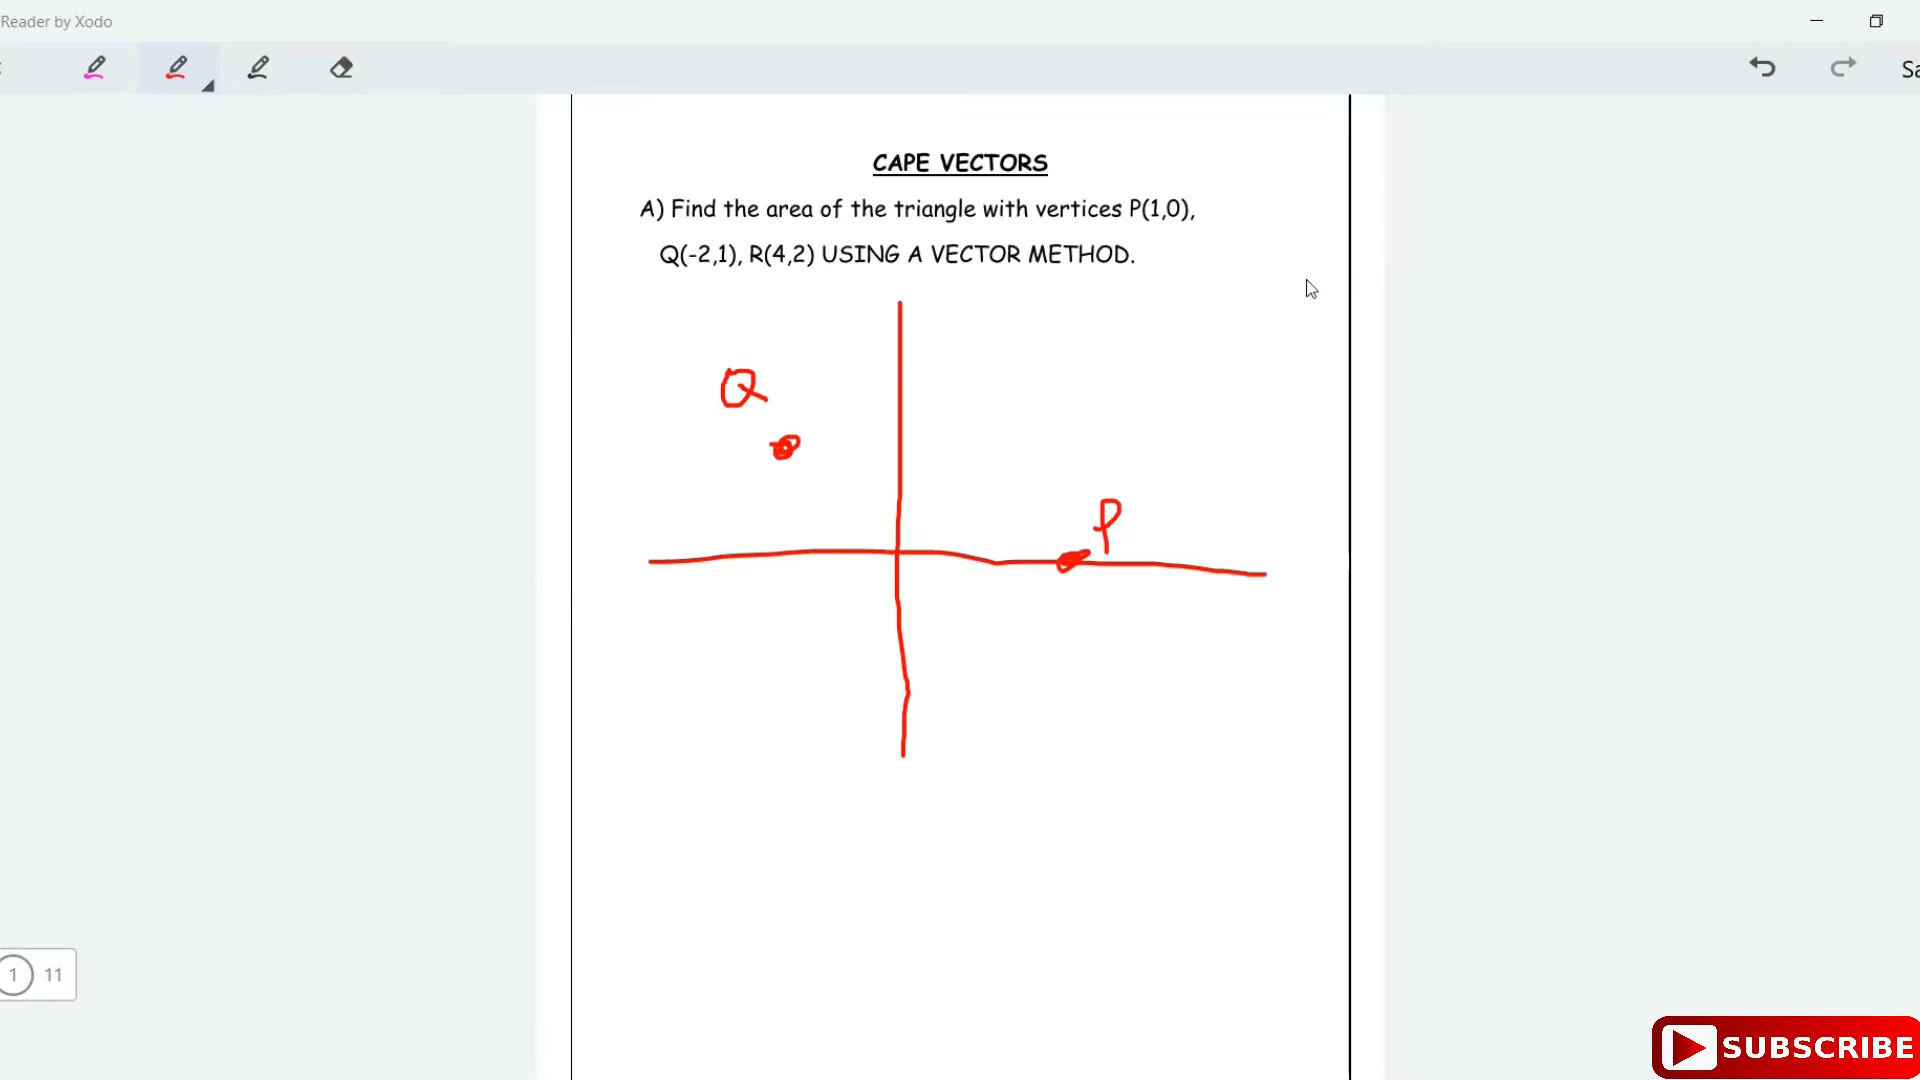 Reader by Xodo
Sa
CAPE VECTORS
A) Find the area of the triangle with vertices P(1,0),
Q(-2,1), R(4,2) USING A VECTOR METHOD.
Q
P
1 11
SUBSCRIBE